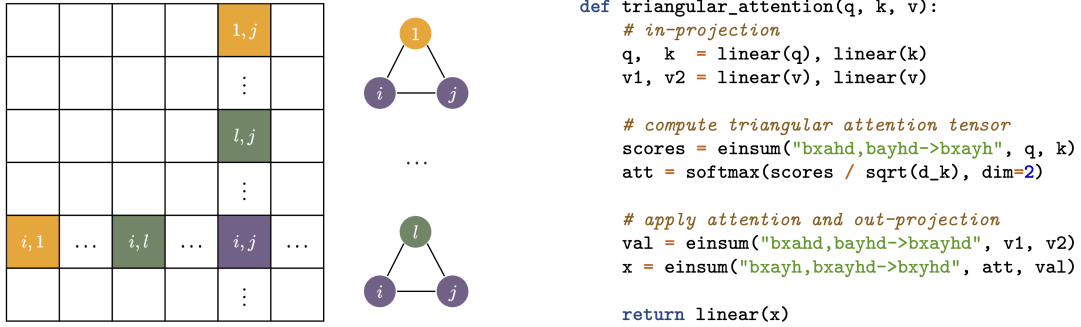 1, j
⋮
l, j
⋮
i, 1 ... i, l ... i, j ...
⋮
1
i j
...
l
i j
def triangular_attention(q, k, v):
    # in-projection
    q,  k  = linear(q), linear(k)
    v1, v2 = linear(v), linear(v)

    # compute triangular attention tensor
    scores = einsum("bxahd,bayhd->bxayh", q, k)
    att = softmax(scores / sqrt(d_k), dim=2)

    # apply attention and out-projection
    val = einsum("bxahd,bayhd->bxayhd", v1, v2)
    x = einsum("bxayh,bxayhd->bxyhd", att, val)

    return linear(x)